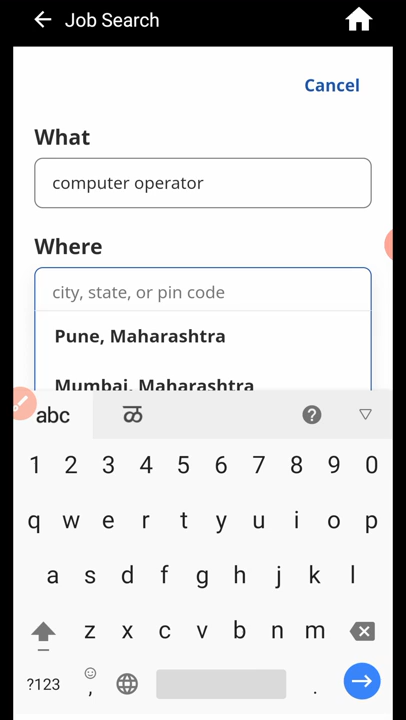 Job Search
Cancel
What
computer operator
Where
city, state, or pin code
Pune, Maharashtra
Mumbai, Maharashtra
abc ळ ?
1 2 3 4 5 6 7 8 9 0
q w e r t y u i o p
a s d f g h j k l
z x c v b n m
?123 , .